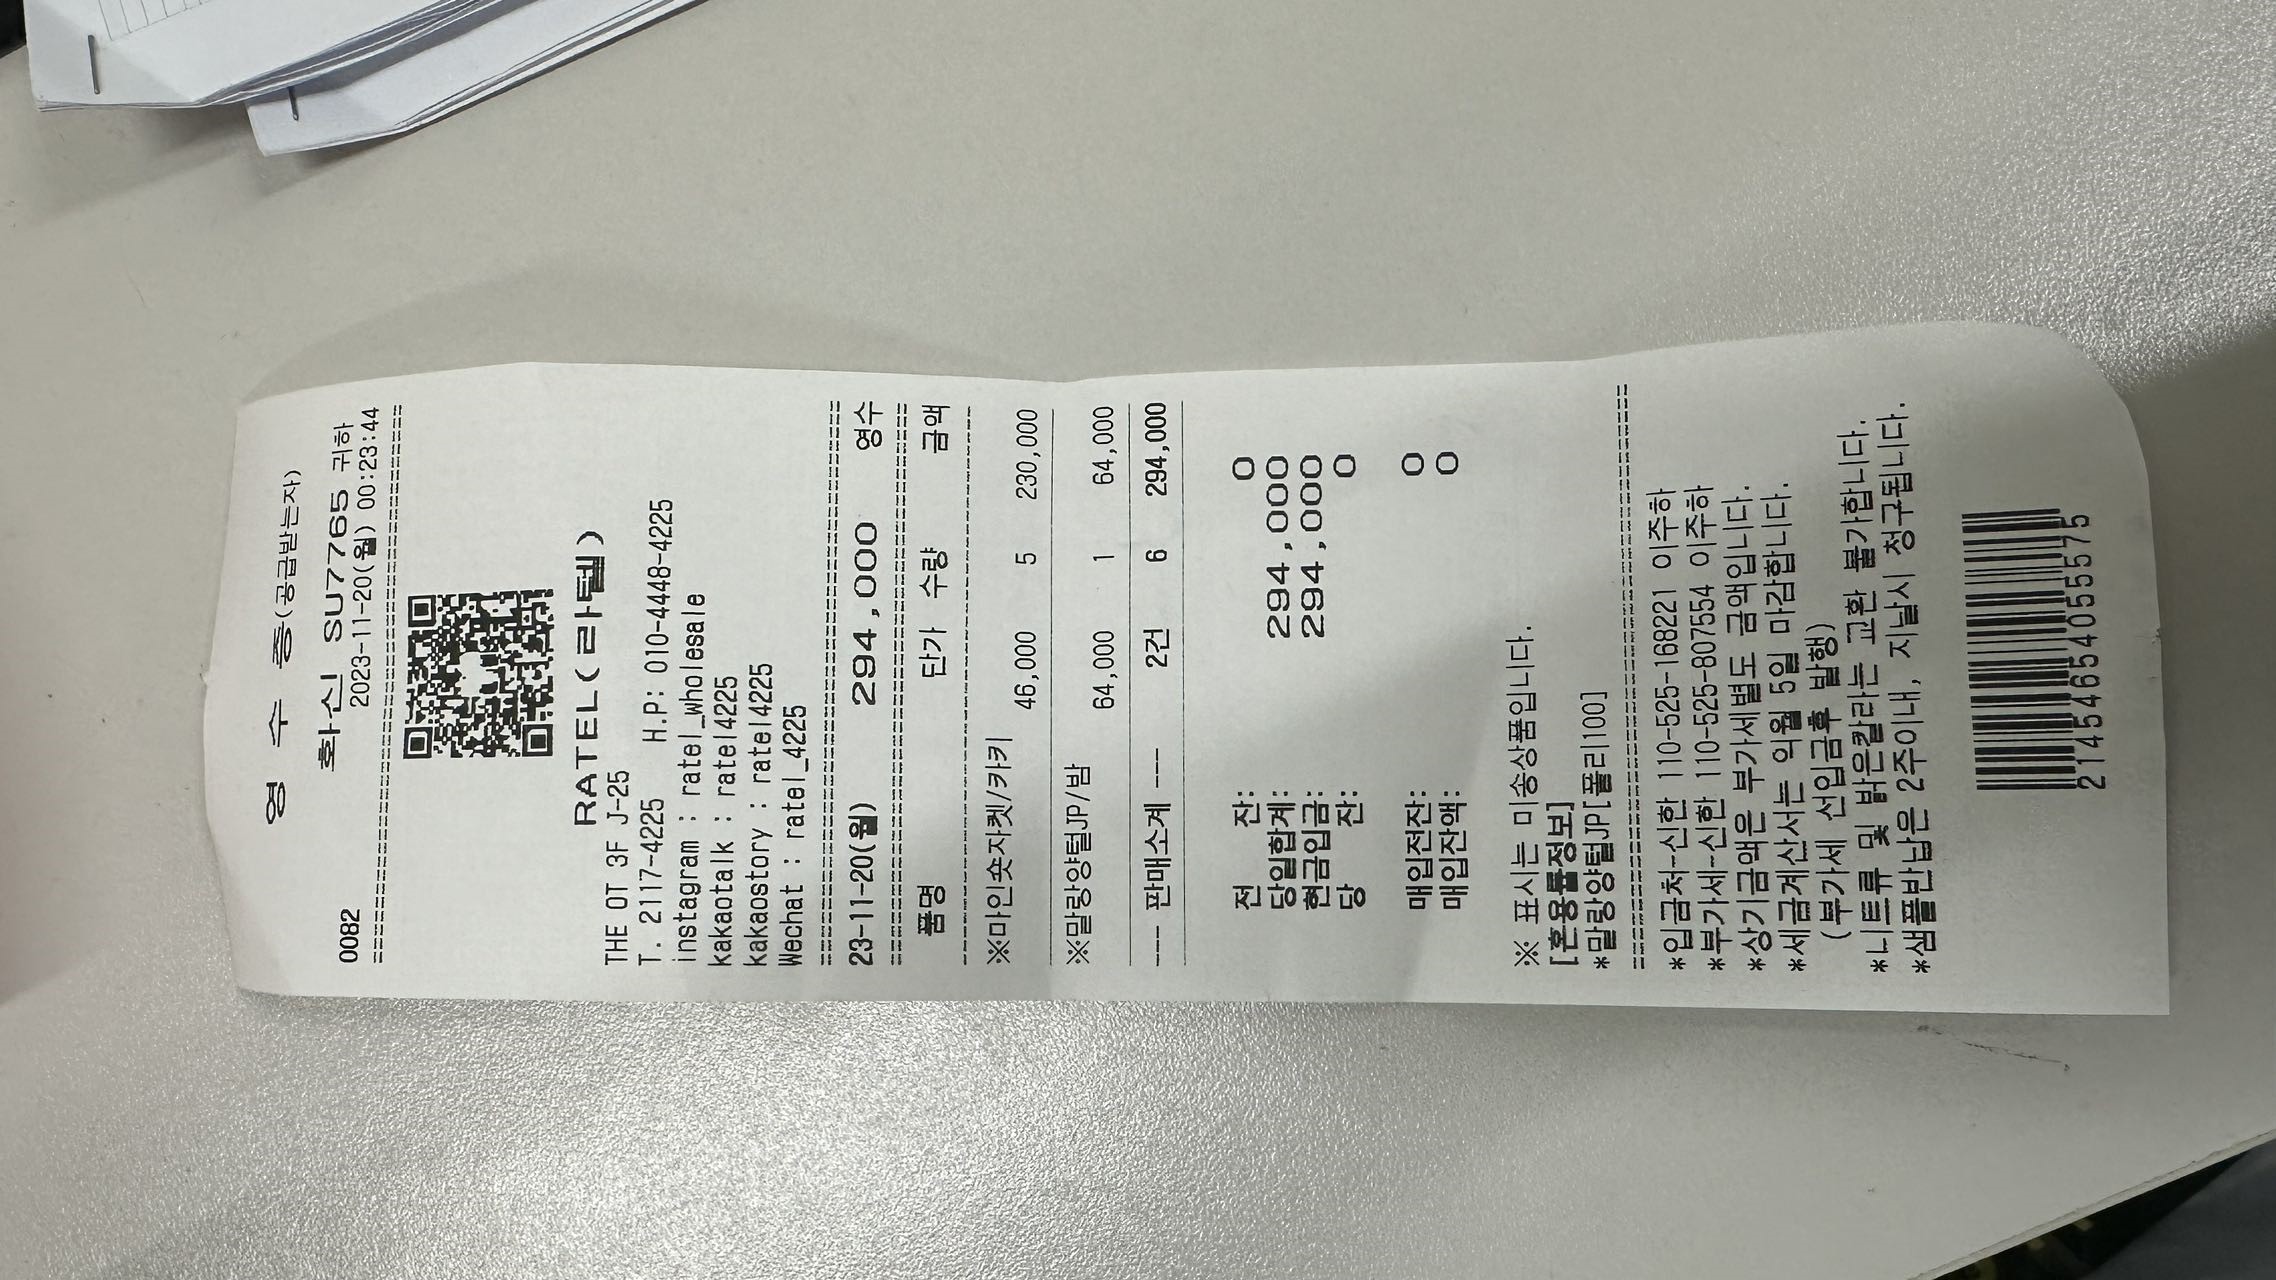 영 수 증(공급받는자)
화신 SU7765 귀하
0082 2023-11-20(월) 00:23:44
RATEL(라텔)
THE OT 3F J-25
T. 2117-4225 H.P: 010-4448-4225
instagram : ratel_wholesale
kakaotalk : ratel4225
kakaostory : ratel4225
Wechat : ratel_4225
23-11-20(월) 294,000 영수
품명 단가 수량 금액
※마인숏자켓/카키 46,000 5 230,000
※말랑양털JP/밤 64,000 1 64,000
--- 판매소계 --- 2건 6 294,000
전 잔: 0
당일합계: 294,000
현금입금: 294,000
당 잔: 0
매입전잔: 0
매입잔액: 0
※ 표시는 미송상품입니다.
[혼용률정보]
*말랑양털JP[폴리100]
*입금처-신한 110-525-168221 이주하
*부가세-신한 110-525-807554 이주하
*상기금액은 부가세별도 금액입니다.
*세금계산서는 익월 5일 마감합니다.
(부가세 선입금후 발행)
*니트류 및 밝은칼라는 교환 불가합니다.
*샘플반납은 2주이내, 지날시 청구됩니다.
2145465405575